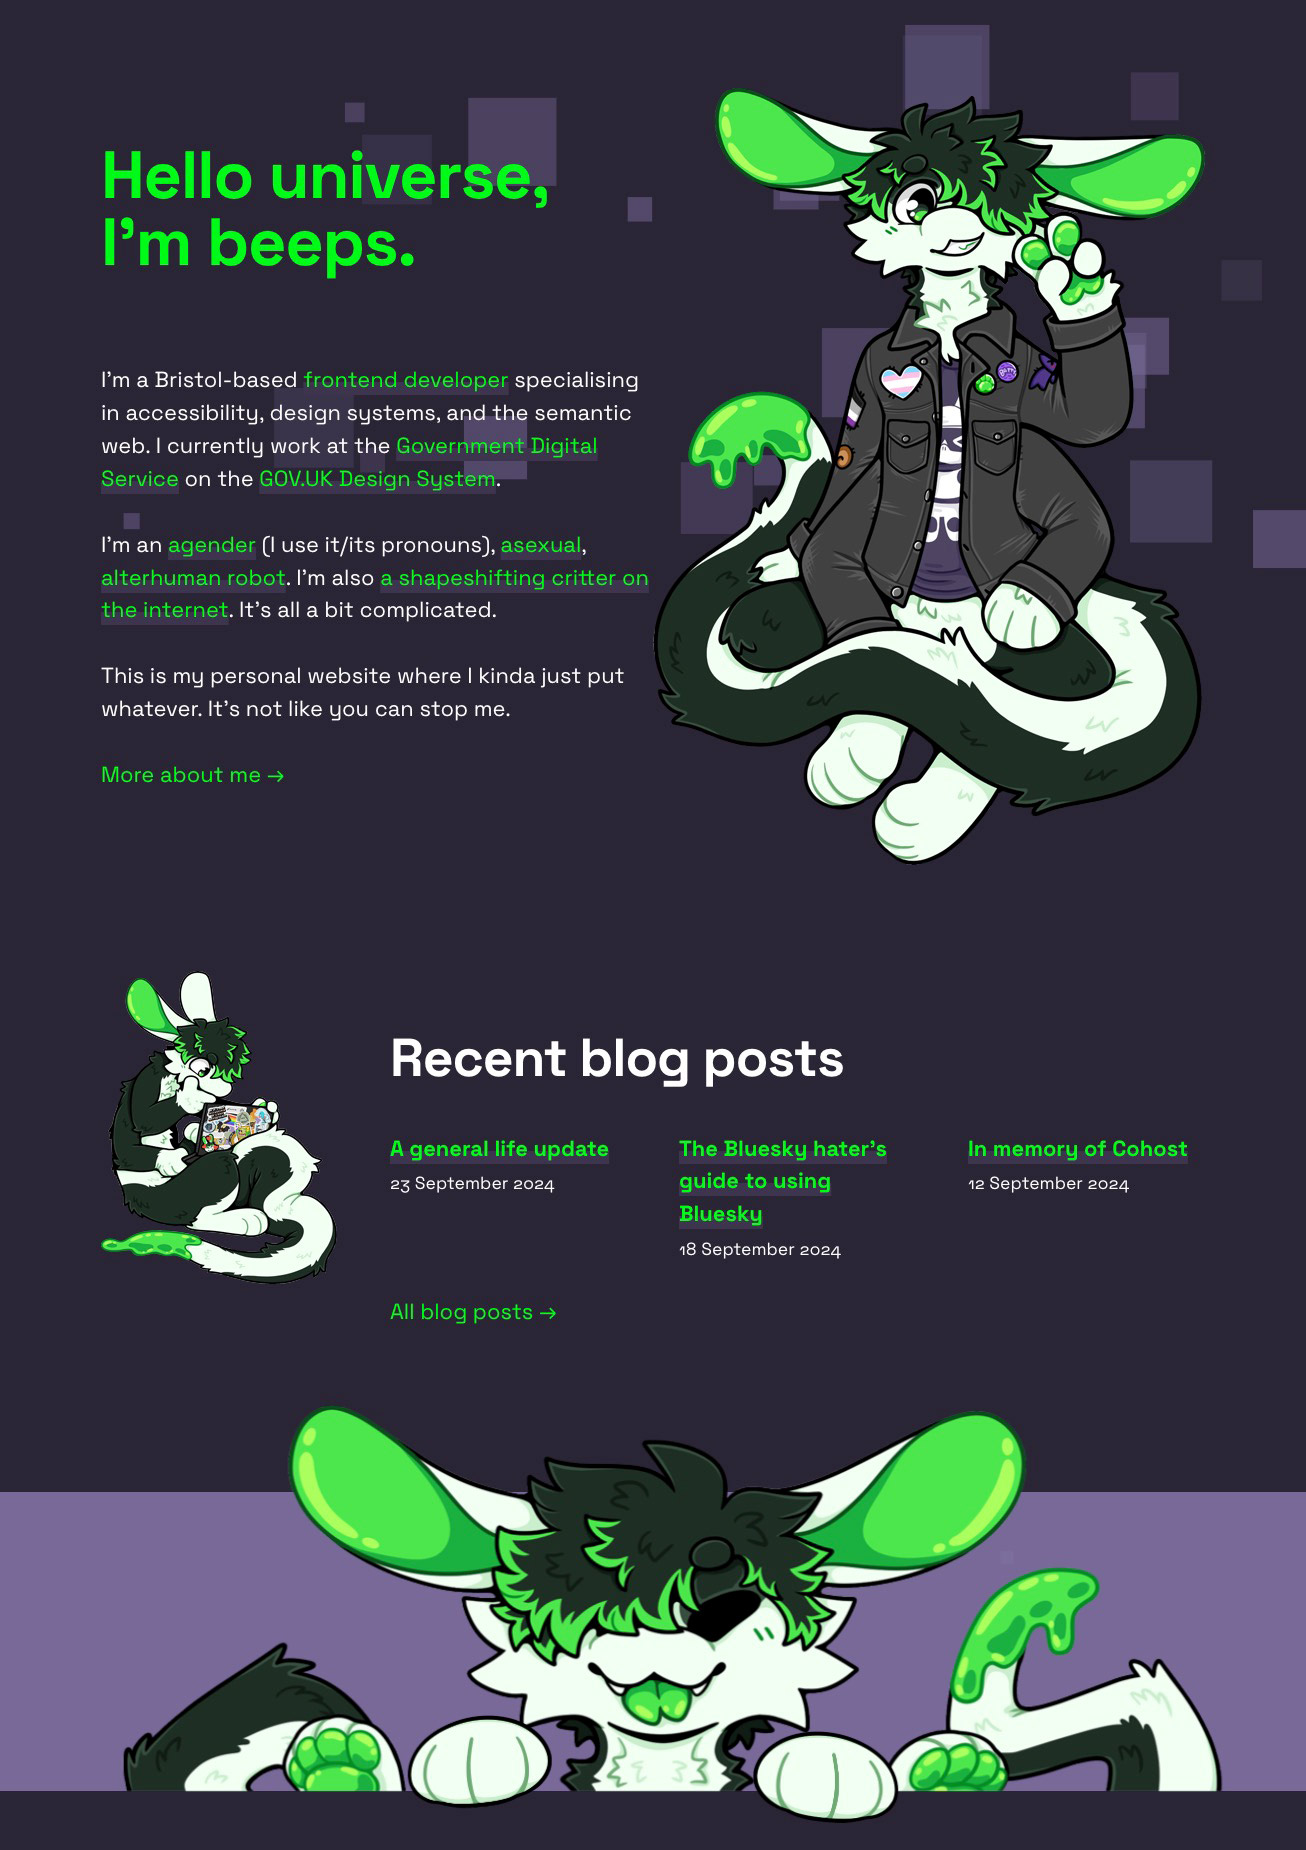 Hello universe,
I’m beeps.
I’m a Bristol-based frontend developer specialising
in accessibility, design systems, and the semantic
web. I currently work at the Government Digital
Service on the GOV.UK Design System.
I’m an agender (I use it/its pronouns), asexual,
alterhuman robot. I’m also a shapeshifting critter on
the internet. It’s all a bit complicated.
This is my personal website where I kinda just put
whatever. It’s not like you can stop me.
More about me →
Recent blog posts
A general life update
23 September 2024
The Bluesky hater’s
guide to using
Bluesky
18 September 2024
In memory of Cohost
12 September 2024
All blog posts →